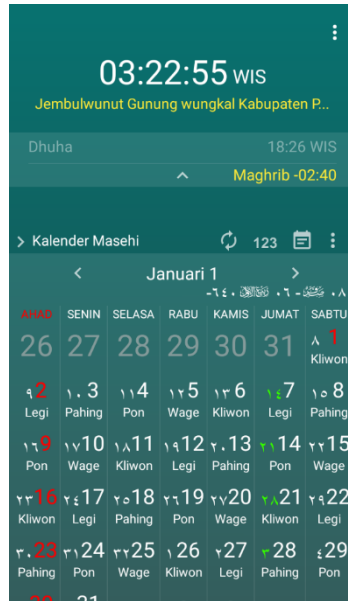 03:22:55 WIS
Jembulwunut Gunung wungkal Kabupaten P...
Dhuha 18:26 WIS
Maghrib -02:40
Kalender Masehi 123
Januari 1
AHAD SENIN SELASA RABU KAMIS JUMAT SABTU
26 27 28 29 30 31 ٨ 1
Kliwon
٩ 2 ١٠ 3 ١١ 4 ١٢ 5 ١٣ 6 ١٤ 7 ١٥ 8
Legi Pahing Pon Wage Kliwon Legi Pahing
١٦ 9 ١٧ 10 ١٨ 11 ١٩ 12 ٢٠ 13 ٢١ 14 ٢٢ 15
Pon Wage Kliwon Legi Pahing Pon Wage
٢٣ 16 ٢٤ 17 ٢٥ 18 ٢٦ 19 ٢٧ 20 ٢٨ 21 ٢٩ 22
Kliwon Legi Pahing Pon Wage Kliwon Legi
٣٠ 23 ٣١ 24 ٣٢ 25 ١ 26 ٢ 27 ٣ 28 ٤ 29
Pahing Pon Wage Kliwon Legi Pahing Pon
30 31